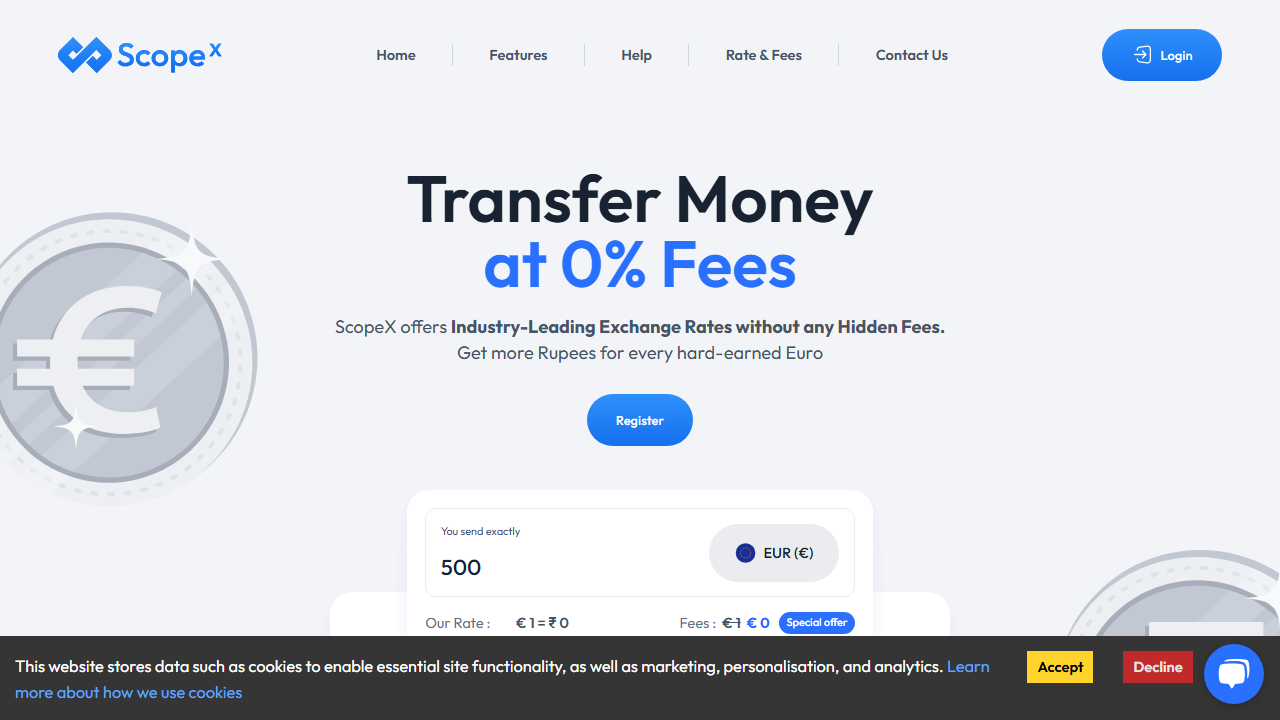 Scope X
Home
Features
Help
Rate & Fees
Contact Us
Login
Transfer Money
at 0% Fees
ScopeX offers Industry-Leading Exchange Rates without any Hidden Fees.
Get more Rupees for every hard-earned Euro
Register
You send exactly
500
EUR (€)
Our Rate : € 1 = ₹ 0
Fees : € 1 € 0 Special offer
This website stores data such as cookies to enable essential site functionality, as well as marketing, personalisation, and analytics. Learn
more about how we use cookies
Accept
Decline